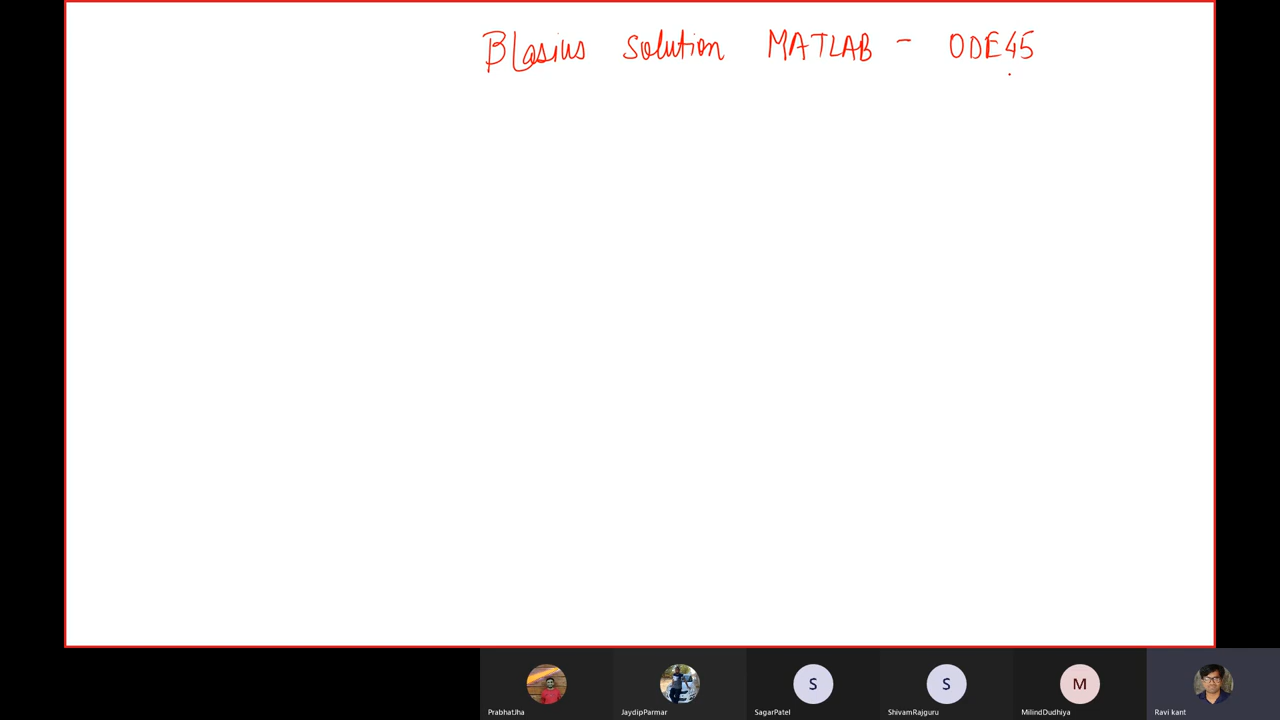 Blasius Solution MATLAB - ODE45
PrabhatJha
JaydipParmar
S
SagarPatel
S
ShivamRajguru
M
MilindDudhiya
Ravi kant